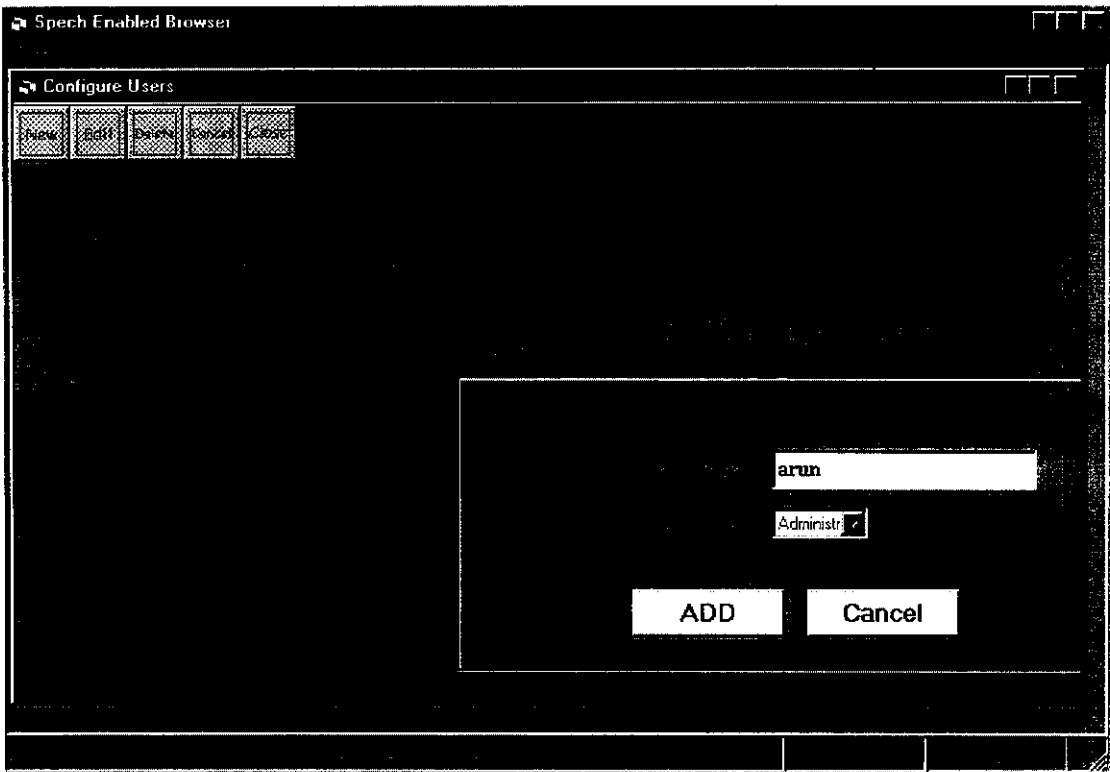 Spech Enabled Browser
Configure Users
New Edit Delete Cancel Close
arun
Administr
ADD Cancel